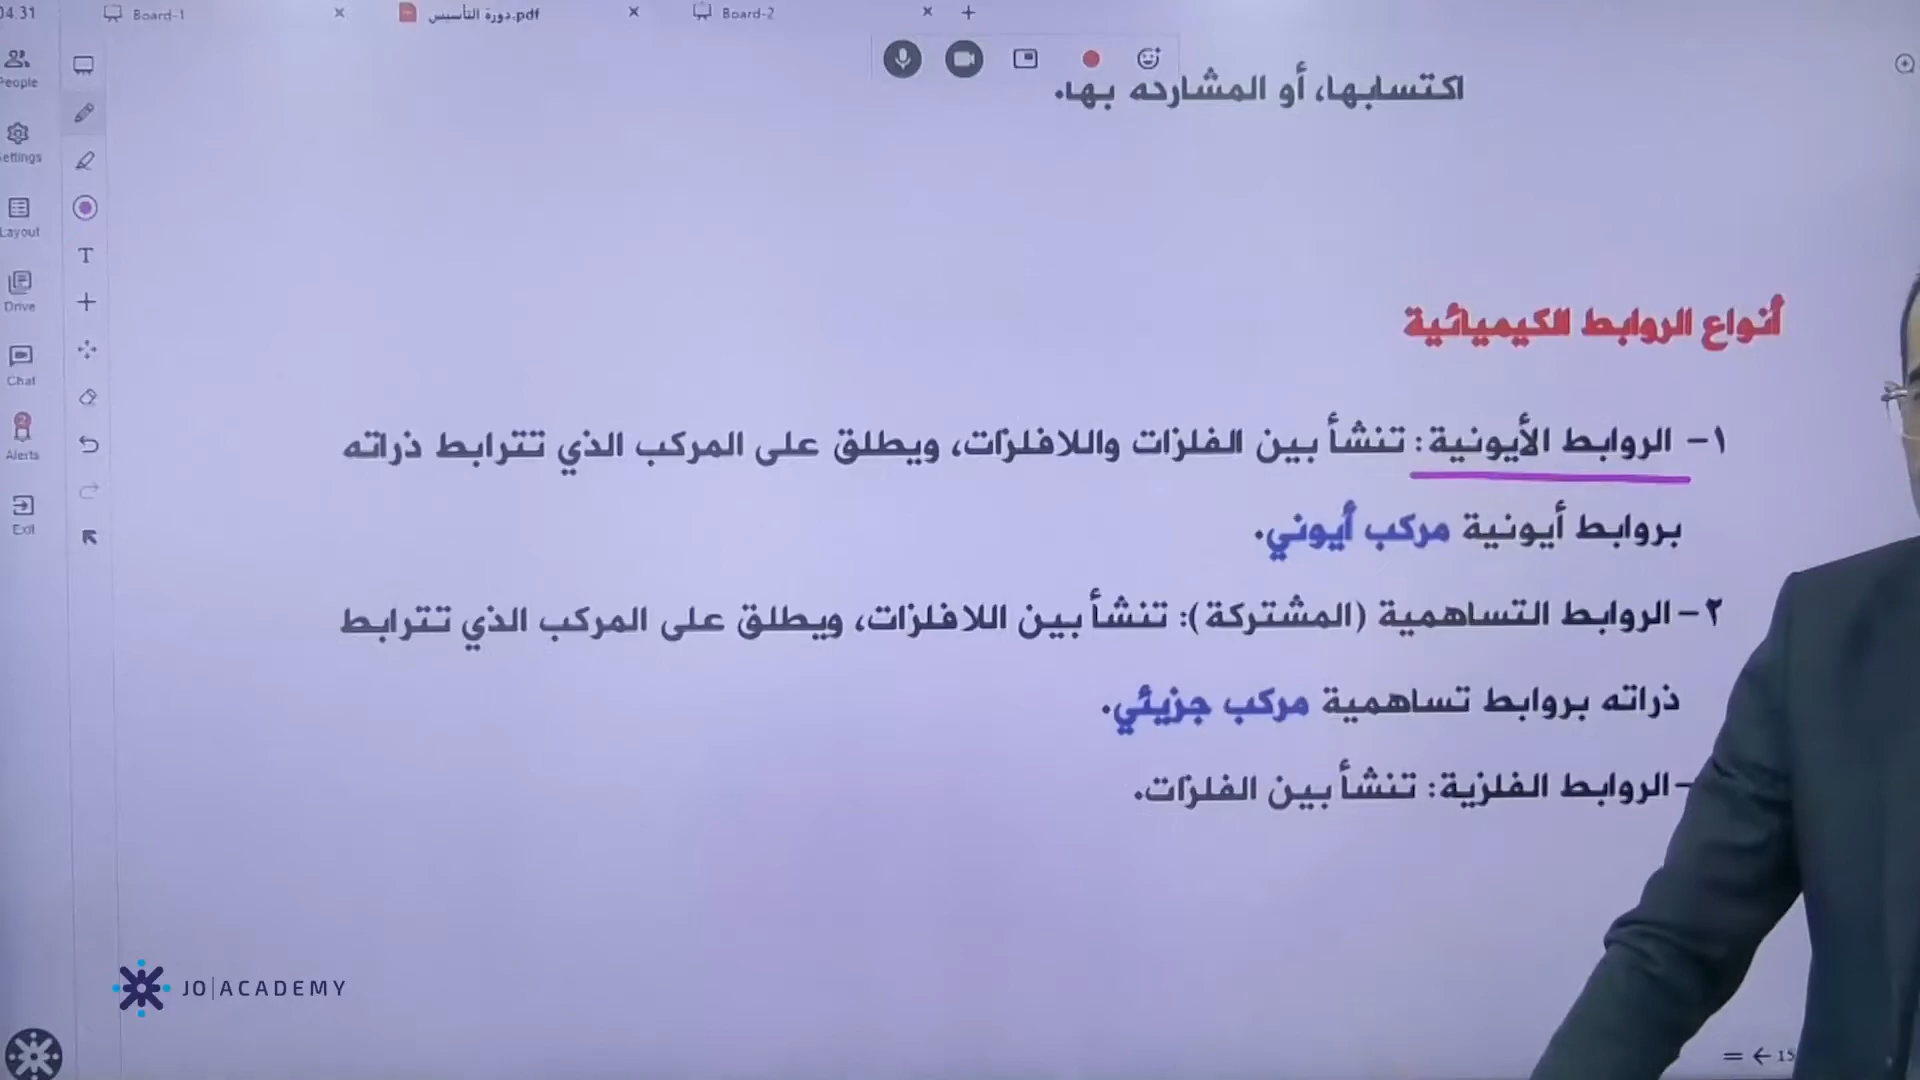 04.31
Board-1 × دورة التأسيس.pdf × Board-2 × +
People
Settings
Layout
Drive
Chat
Alerts
Exit
T
اكتسابها، أو المشاركه بها.
أنواع الروابط الكيميائية
١- الروابط الأيونية: تنشأ بين الفلزات واللافلزات، ويطلق على المركب الذي تترابط ذراته
بروابط أيونية مركب أيوني.
٢- الروابط التساهمية (المشتركة): تنشأ بين اللافلزات، ويطلق على المركب الذي تترابط
ذراته بروابط تساهمية مركب جزيئي.
-الروابط الفلزية: تنشأ بين الفلزات.
JO|ACADEMY
= ← 15